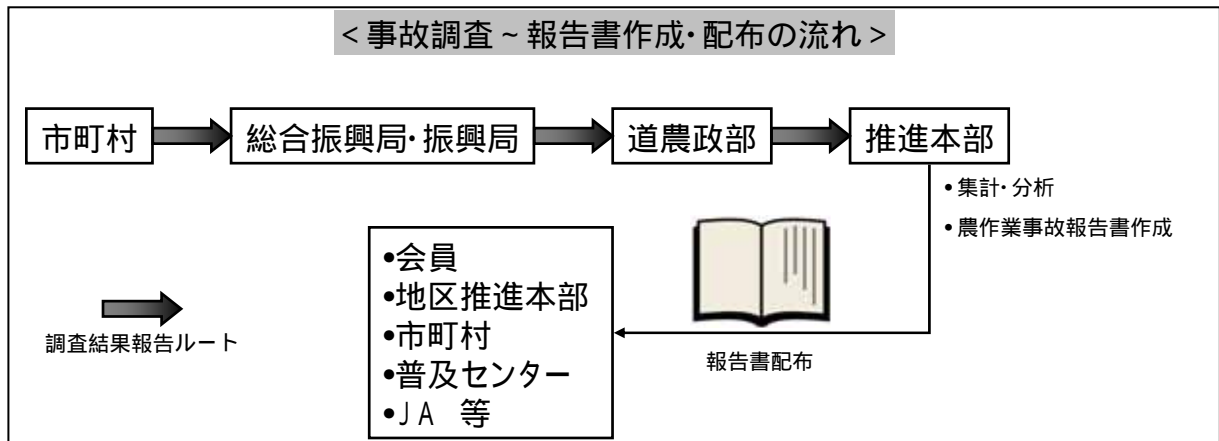 <事故調査~報告書作成・配布の流れ>
市町村
総合振興局・振興局
道農政部
推進本部
•集計・分析
•農作業事故報告書作成
•会員
•地区推進本部
•市町村
•普及センター
•JA 等
調査結果報告ルート
報告書配布